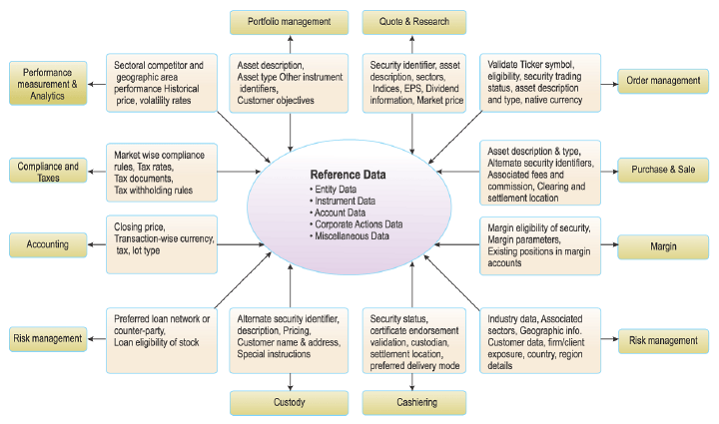 Portfolio management
Quote & Research
Performance
measurement &
Analytics
Sectoral competitor and
geographic area
performance Historical
price, volatility rates
Asset description,
Asset type Other instrument
identifiers,
Customer objectives
Security identifier, asset
description, sectors,
Indices, EPS, Dividend
information, Market price
Validate Ticker symbol,
eligibility, security trading
status, asset description
and type, native currency
Order management
Compliance and
Taxes
Market wise compliance
rules, Tax rates,
Tax documents,
Tax withholding rules
Reference Data
• Entity Data
• Instrument Data
• Account Data
• Corporate Actions Data
• Miscellaneous Data
Asset description & type,
Alternate security identifiers,
Associated fees and
commission, Clearing and
settlement location
Purchase & Sale
Accounting
Closing price,
Transaction-wise currency,
tax, lot type
Margin eligibility of security,
Margin parameters,
Existing positions in margin
accounts
Margin
Risk management
Preferred loan network or
counter-party,
Loan eligibility of stock
Alternate security identifier,
description, Pricing,
Customer name & address,
Special instructions
Security status,
certificate endorsement
validation, custodian,
settlement location,
preferred delivery mode
Industry data, Associated
sectors, Geographic info.
Customer data, firm/client
exposure, country, region
details
Risk management
Custody
Cashiering